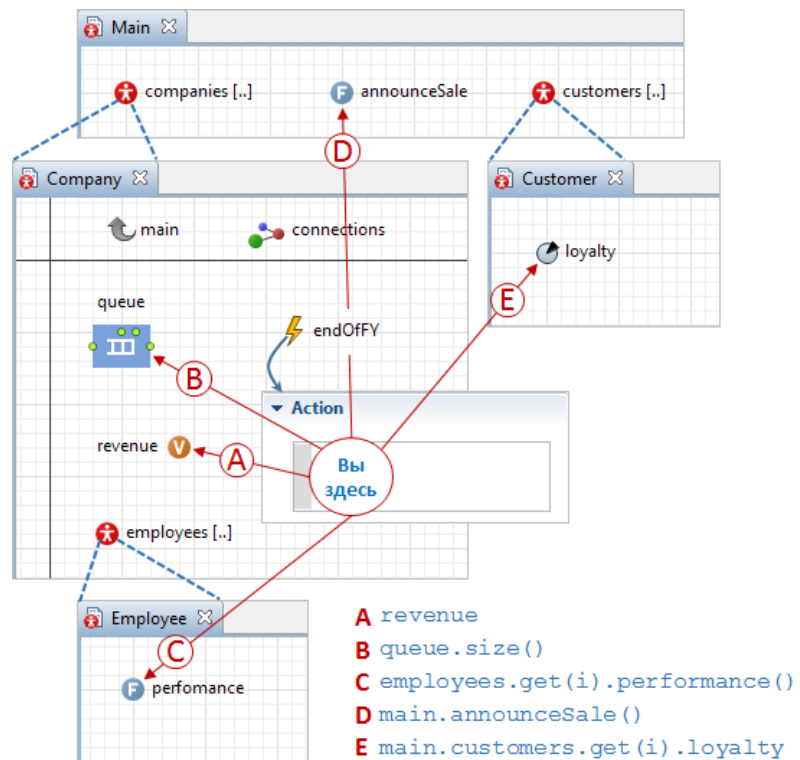 Main
companies [..]
announceSale
customers [..]
D
Company
Customer
main
connections
loyalty
queue
E
endOfFY
B
Action
revenue
V
A
Вы
здесь
employees [..]
Employee
C
F
perfomance
F
A revenue
B queue.size()
C employees.get(i).performance()
D main.announceSale()
E main.customers.get(i).loyalty